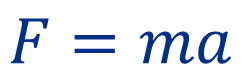 F = ma